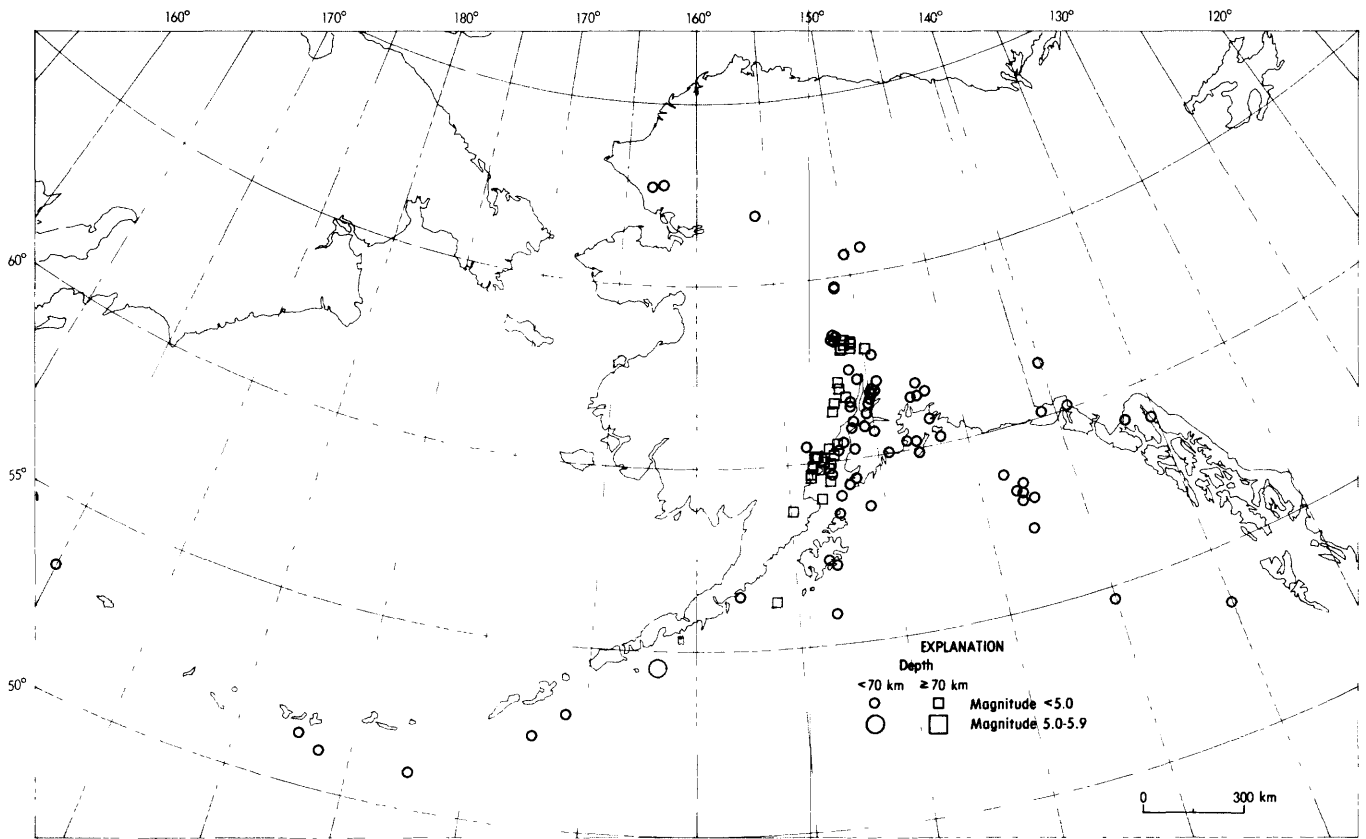 160° 170° 180° 170° 160° 150° 140° 130° 120°
60°
55°
50°
EXPLANATION
Depth
<70 km ≥70 km
Magnitude <5.0
Magnitude 5.0-5.9
0 300 km